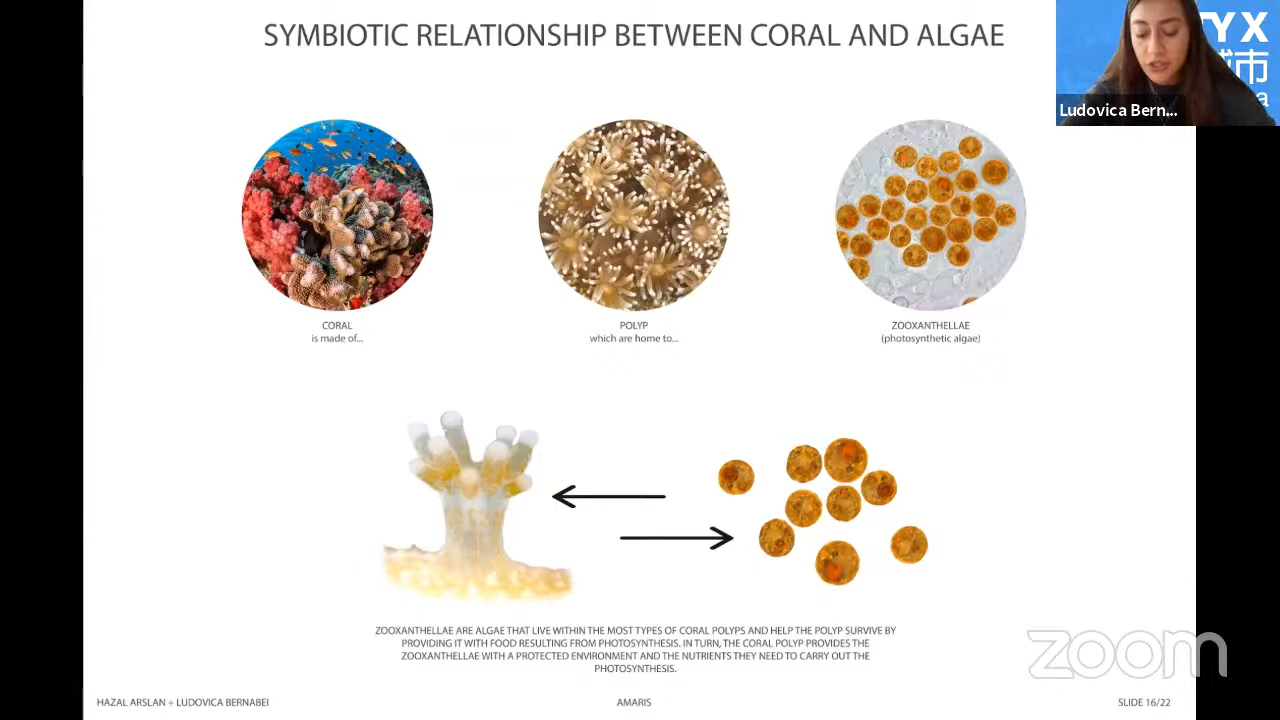 SYMBIOTIC RELATIONSHIP BETWEEN CORAL AND ALGAE
YX
市
a
Ludovica Bern...
CORAL
is made of...
POLYP
which are home to...
ZOOXANTHELLAE
(photosynthetic algae)
ZOOXANTHELLAE ARE ALGAE THAT LIVE WITHIN THE MOST TYPES OF CORAL POLYPS AND HELP THE POLYP SURVIVE BY
PROVIDING IT WITH FOOD RESULTING FROM PHOTOSYNTHESIS. IN TURN, THE CORAL POLYP PROVIDES THE
ZOOXANTHELLAE WITH A PROTECTED ENVIRONMENT AND THE NUTRIENTS THEY NEED TO CARRY OUT THE
PHOTOSYNTHESIS.
zoom
HAZAL ARSLAN + LUDOVICA BERNABEI
AMARIS
SLIDE 16/22